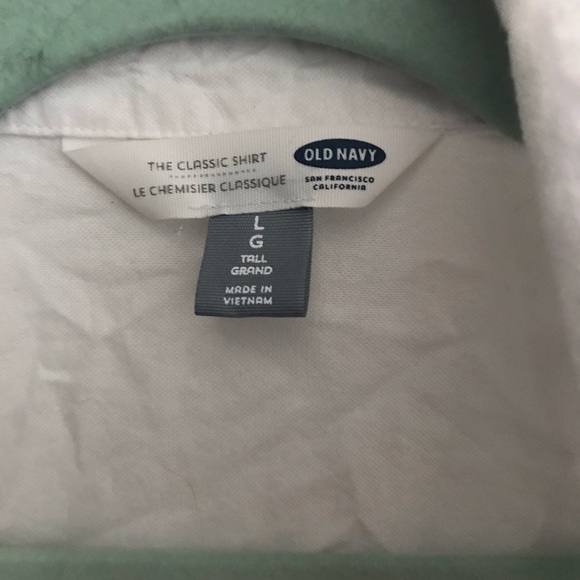 THE CLASSIC SHIRT
LE CHEMISIER CLASSIQUE
OLD NAVY
SAN FRANCISCO
CALIFORNIA
L
G
TALL
GRAND
MADE IN
VIETNAM